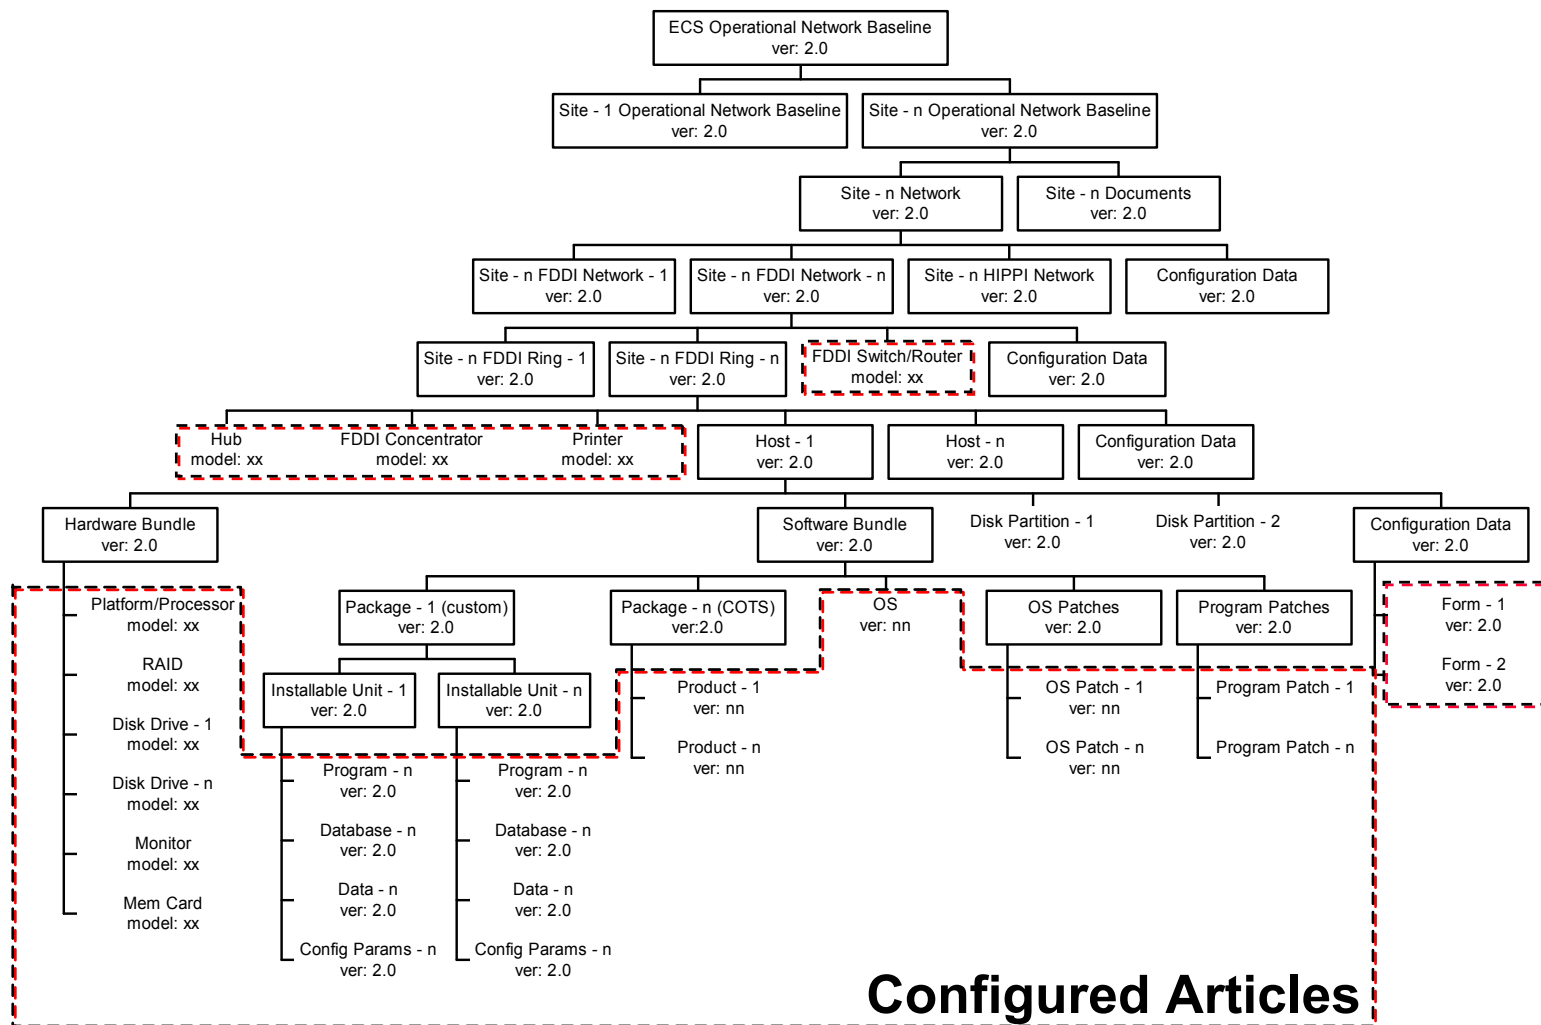 ECS Operational Network Baseline
ver: 2.0
Site - 1 Operational Network Baseline
ver: 2.0
Site - n Operational Network Baseline
ver: 2.0
Site - n Network
ver: 2.0
Site - n Documents
ver: 2.0
Site - n FDDI Network - 1
ver: 2.0
Site - n FDDI Network - n
ver: 2.0
Site - n HIPPI Network
ver: 2.0
Configuration Data
ver: 2.0
Site - n FDDI Ring - 1
ver: 2.0
Site - n FDDI Ring - n
ver: 2.0
FDDI Switch/Router
model: xx
Configuration Data
ver: 2.0
Hub
model: xx
FDDI Concentrator
model: xx
Printer
model: xx
Host - 1
ver: 2.0
Host - n
ver: 2.0
Configuration Data
ver: 2.0
Hardware Bundle
ver: 2.0
Software Bundle
ver: 2.0
Disk Partition - 1
ver: 2.0
Disk Partition - 2
ver: 2.0
Configuration Data
ver: 2.0
Platform/Processor
model: xx
RAID
model: xx
Disk Drive - 1
model: xx
Disk Drive - n
model: xx
Monitor
model: xx
Mem Card
model: xx
Package - 1 (custom)
ver: 2.0
Installable Unit - 1
ver: 2.0
Installable Unit - n
ver: 2.0
Program - n
ver: 2.0
Database - n
ver: 2.0
Data - n
ver: 2.0
Config Params - n
ver: 2.0
Program - n
ver: 2.0
Database - n
ver: 2.0
Data - n
ver: 2.0
Config Params - n
ver: 2.0
Package - n (COTS)
ver:2.0
Product - 1
ver: nn
Product - n
ver: nn
OS
ver: nn
OS Patches
ver: 2.0
OS Patch - 1
ver: nn
OS Patch - n
ver: nn
Program Patches
ver: 2.0
Program Patch - 1
Program Patch - n
Form - 1
ver: 2.0
Form - 2
ver: 2.0
Configured Articles